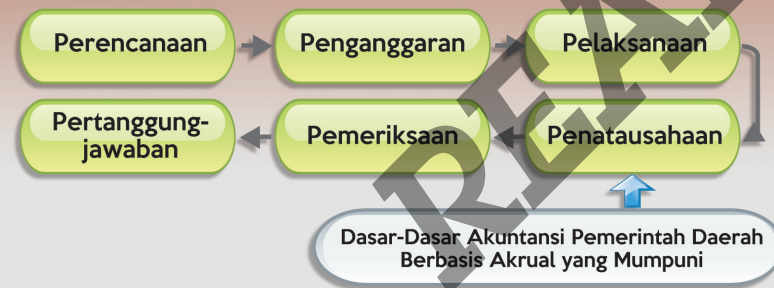 Perencanaan
Penganggaran
Pelaksanaan
Pertanggung-
jawaban
Pemeriksaan
Penatausahaan
Dasar-Dasar Akuntansi Pemerintah Daerah
Berbasis Akrual yang Mumpuni